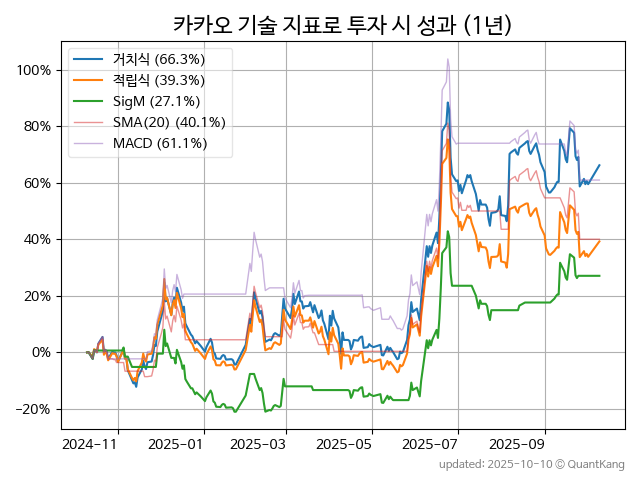 카카오 기술 지표로 투자 시 성과 (1년)
거치식 (66.3%)
적립식 (39.3%)
SigM (27.1%)
SMA(20) (40.1%)
MACD (61.1%)
100%
80%
60%
40%
20%
0%
−20%
2024-11 2025-01 2025-03 2025-05 2025-07 2025-09
updated: 2025-10-10 © QuantKang